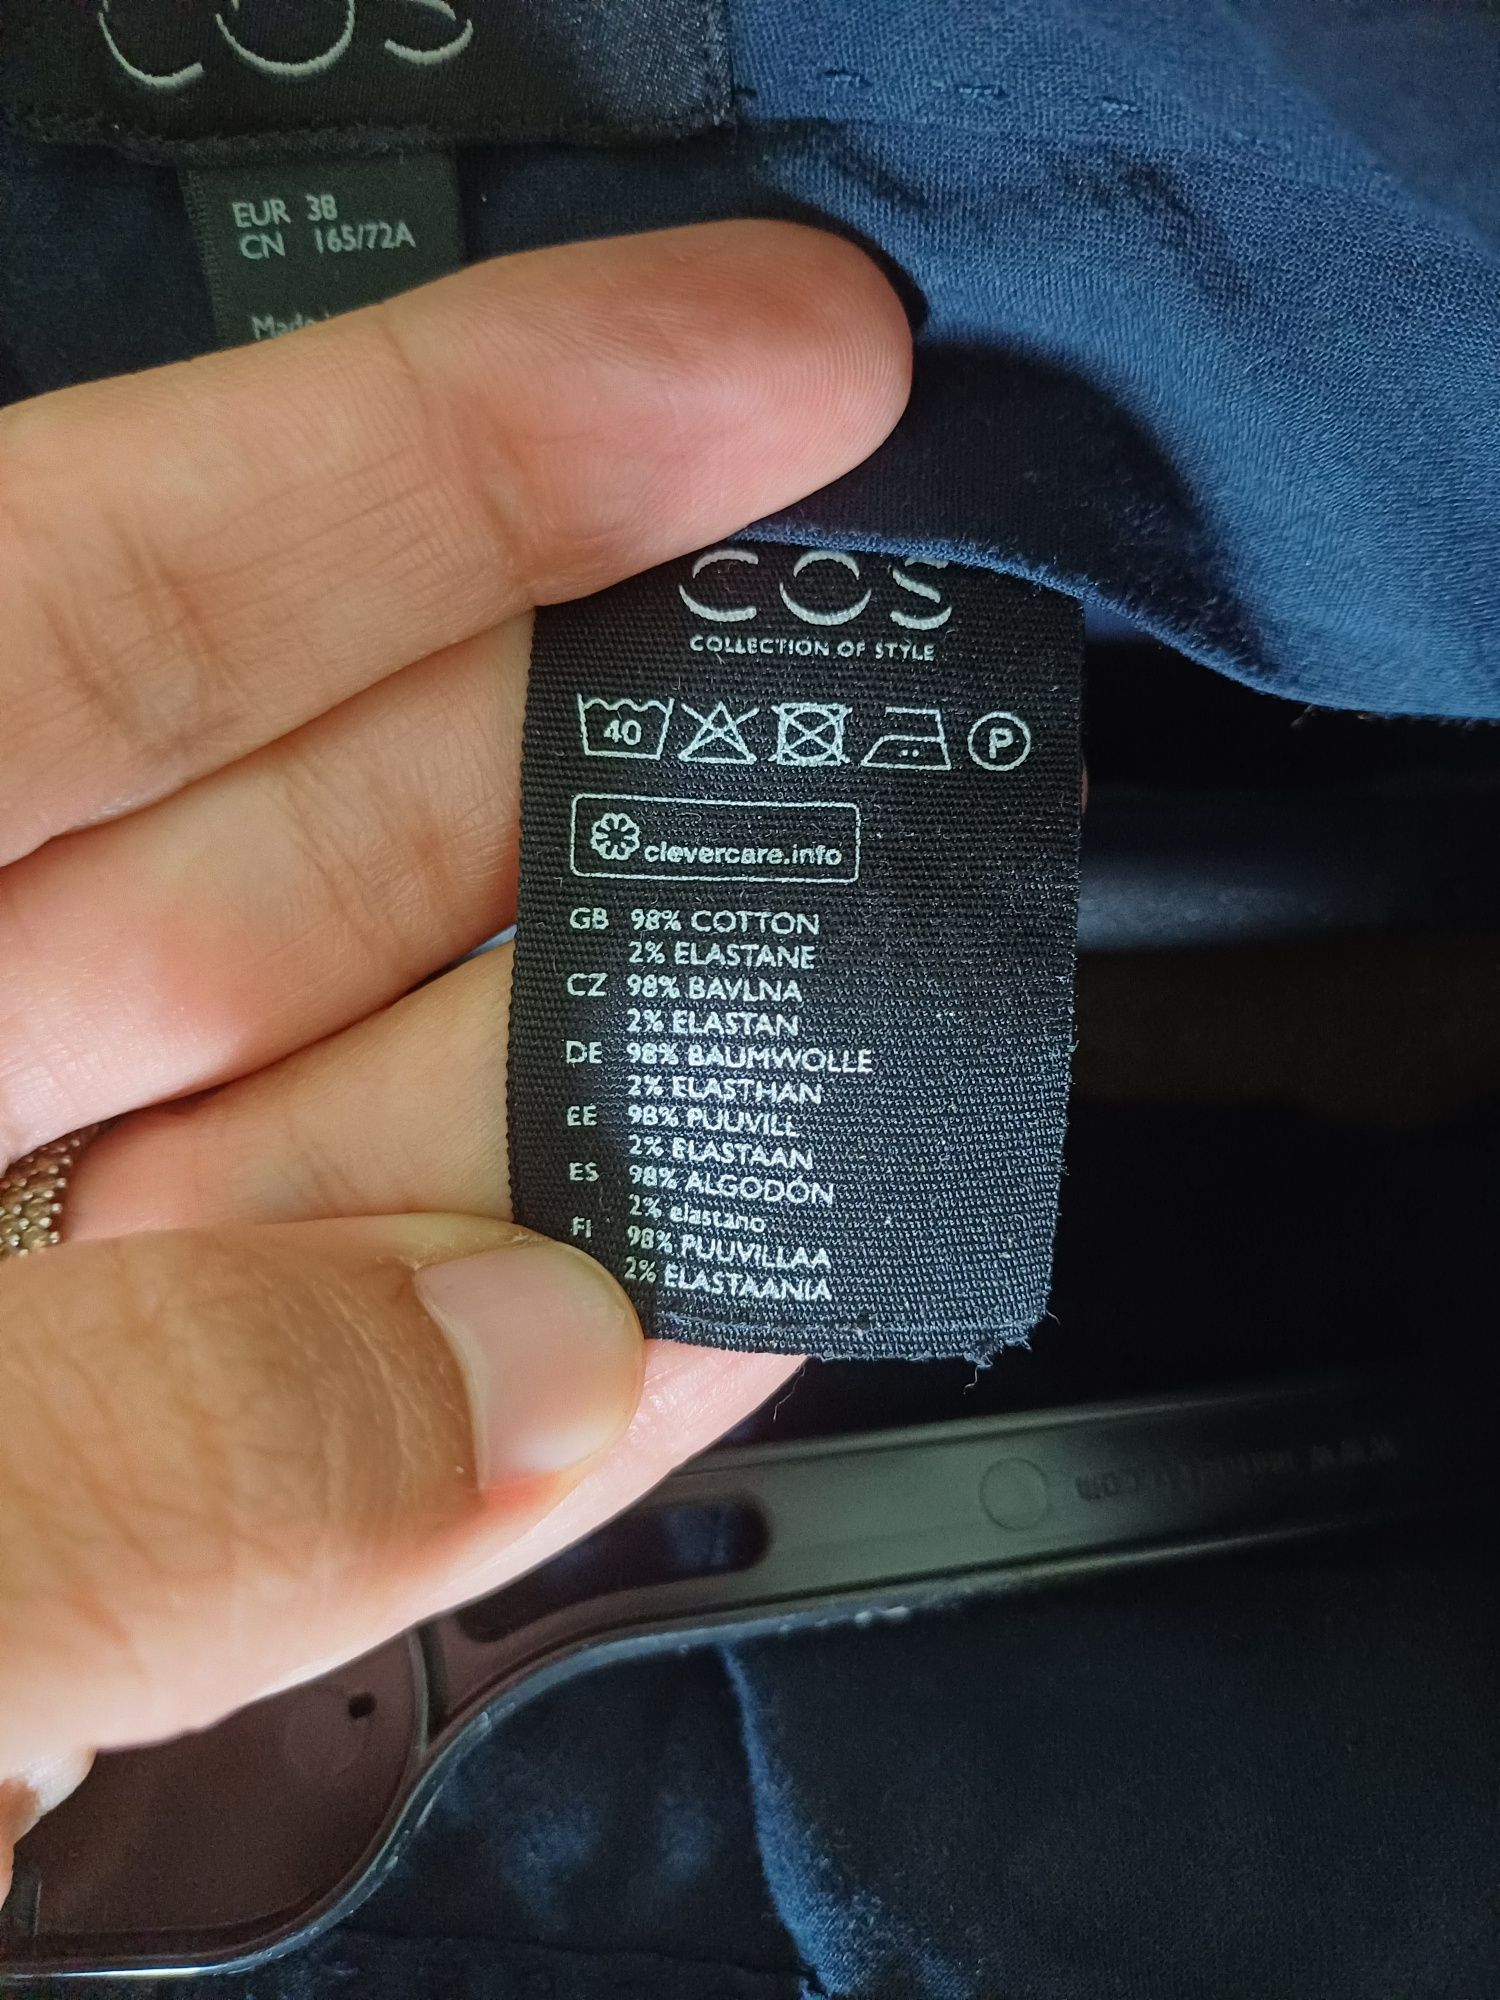 COS
EUR 38
CN 165/72A
Made
COS
COLLECTION OF STYLE
40
P
clevercare.info
GB 98% COTTON
2% ELASTANE
CZ 98% BAVLNA
2% ELASTAN
DE 98% BAUMWOLLE
2% ELASTHAN
EE 98% PUUVILL
2% ELASTAAN
ES 98% ALGODÓN
2% elastano
FI 98% PUUVILLAA
2% ELASTAANIA